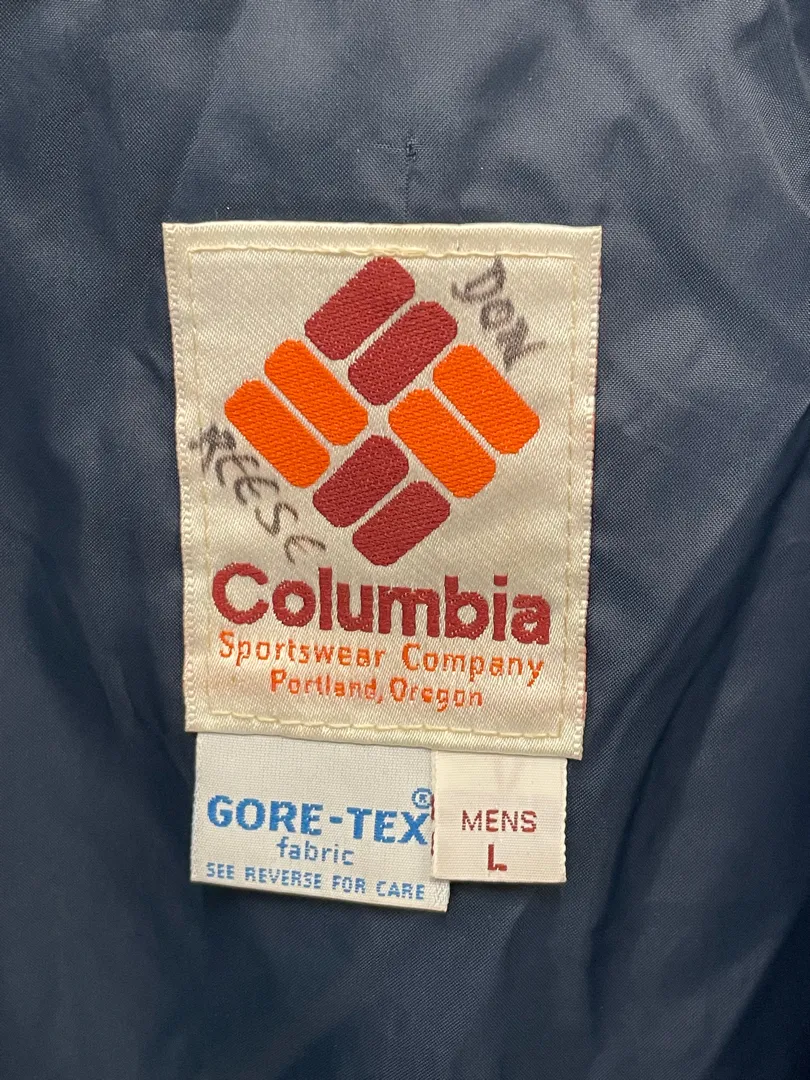 DON
REESE
Columbia
Sportswear Company
Portland, Oregon
GORE-TEX®
fabric
SEE REVERSE FOR CARE
MENS
L